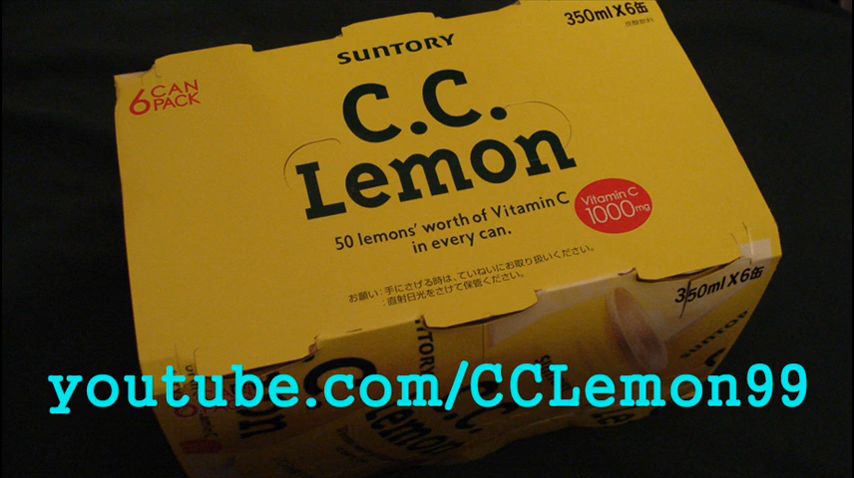 350ml×6缶
炭酸飲料
SUNTORY
6 CAN
PACK
C.C.
Lemon
50 lemons' worth of Vitamin C
in every can.
Vitamin C
1000mg
お願い:手にさげる時は、ていねいにお取り扱いください。
:直射日光をさけて保管ください。
350ml×6缶
SUNTORY
C.C.
Lemon
youtube.com/CCLemon99